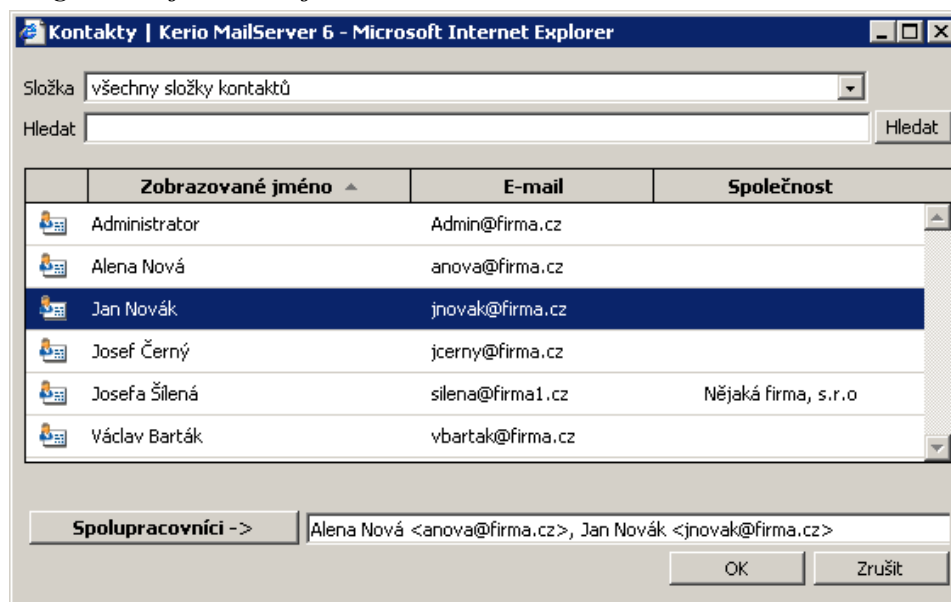 Kontakty | Kerio MailServer 6 - Microsoft Internet Explorer
Složka všechny složky kontaktů
Hledat Hledat
Zobrazované jméno E-mail Společnost
Administrator Admin@firma.cz
Alena Nová anova@firma.cz
Jan Novák jnovak@firma.cz
Josef Černý jcerny@firma.cz
Josefa Šílená silena@firma1.cz Nějaká firma, s.r.o
Václav Barták vbartak@firma.cz
Spolupracovníci -> Alena Nová <anova@firma.cz>, Jan Novák <jnovak@firma.cz>
OK Zrušit